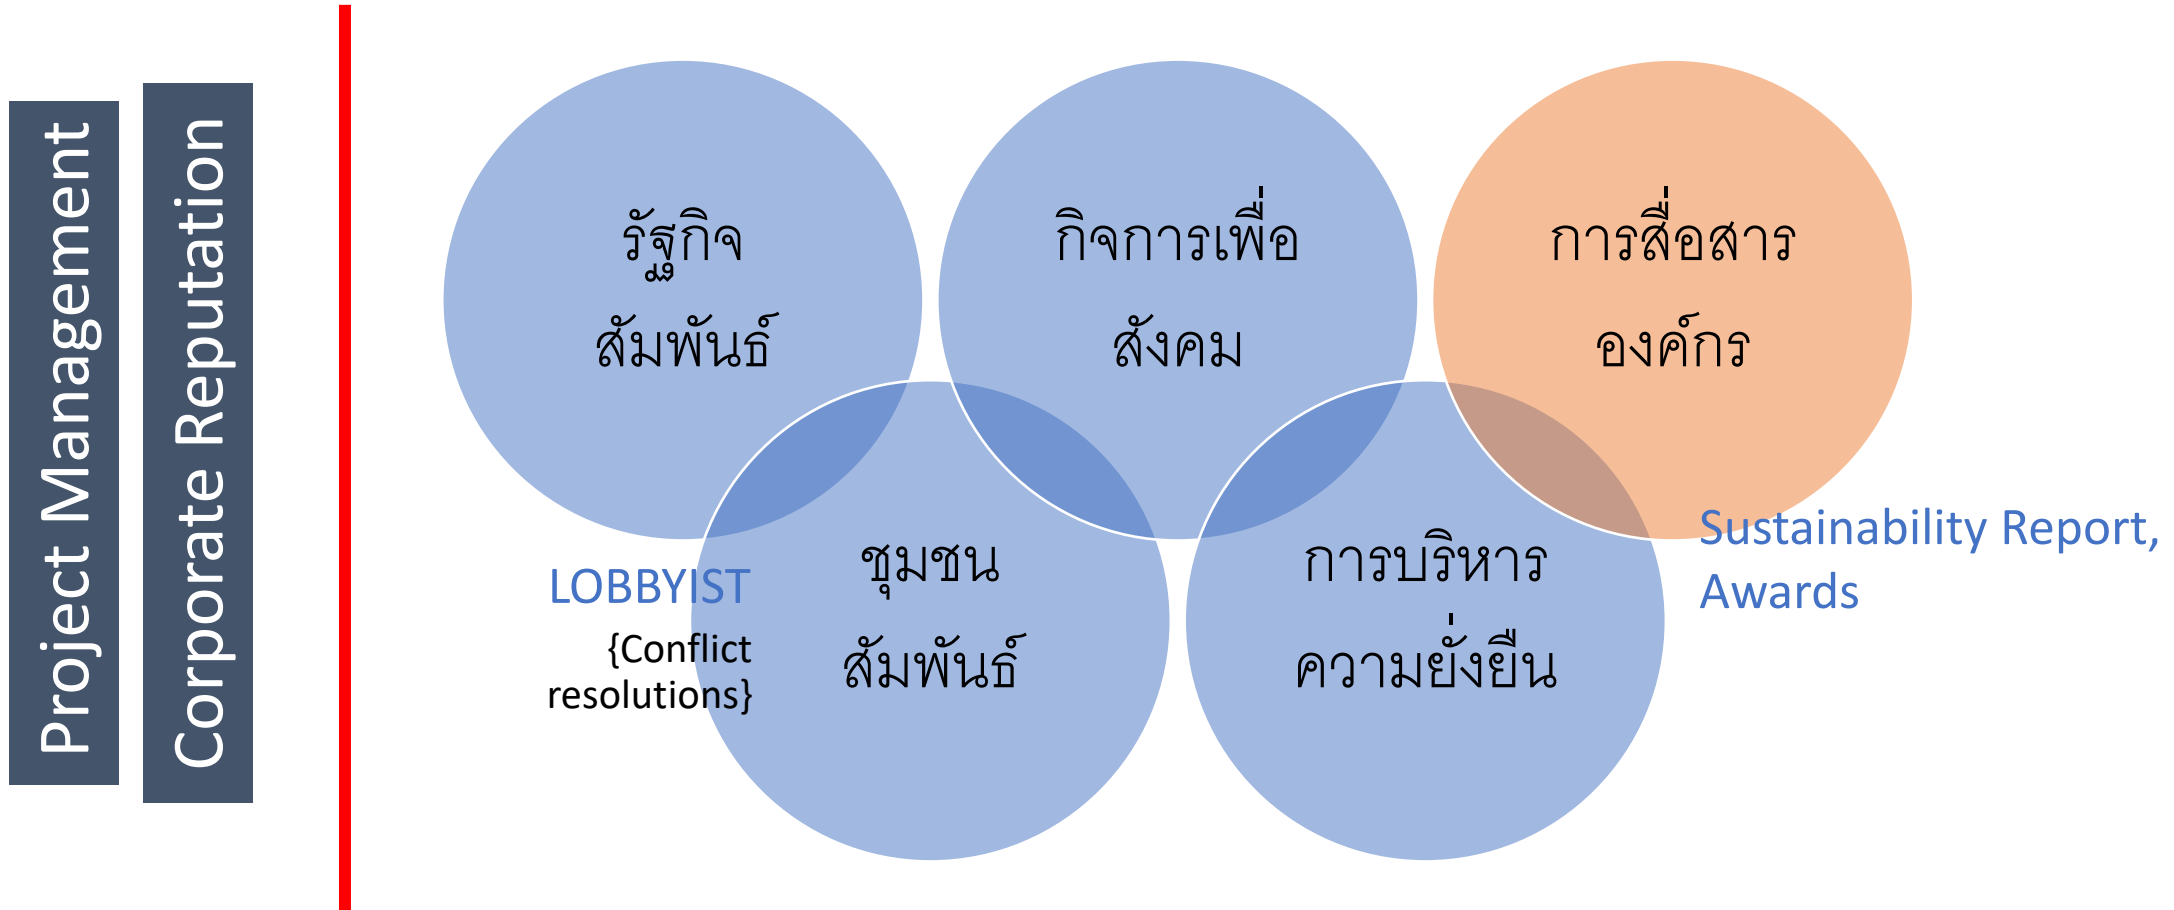 Project Management
Corporate Reputation
รัฐกิจ
สัมพันธ์
กิจการเพื่อ
สังคม
การสื่อสาร
องค์กร
ชุมชน
สัมพันธ์
การบริหาร
ความยั่งยืน
LOBBYIST
{Conflict
resolutions}
Sustainability Report,
Awards